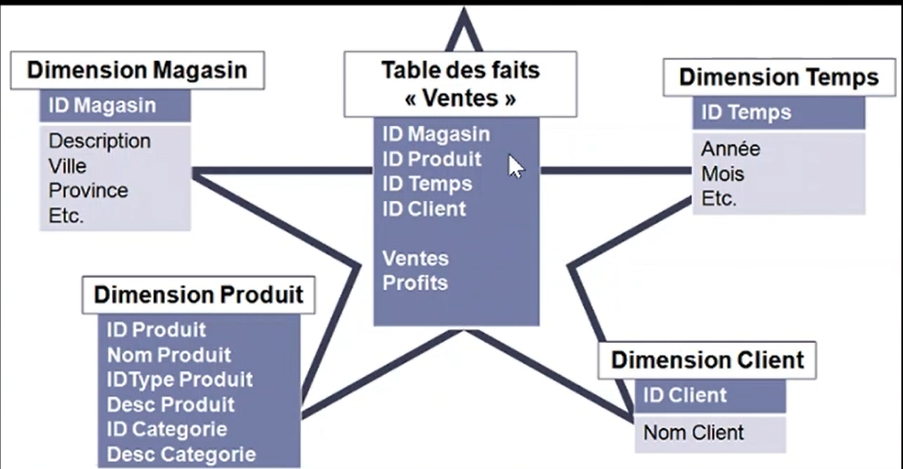 Dimension Magasin
ID Magasin
Description
Ville
Province
Etc.
Table des faits
« Ventes »
ID Magasin
ID Produit
ID Temps
ID Client
Ventes
Profits
Dimension Temps
ID Temps
Année
Mois
Etc.
Dimension Produit
ID Produit
Nom Produit
IDType Produit
Desc Produit
ID Categorie
Desc Categorie
Dimension Client
ID Client
Nom Client